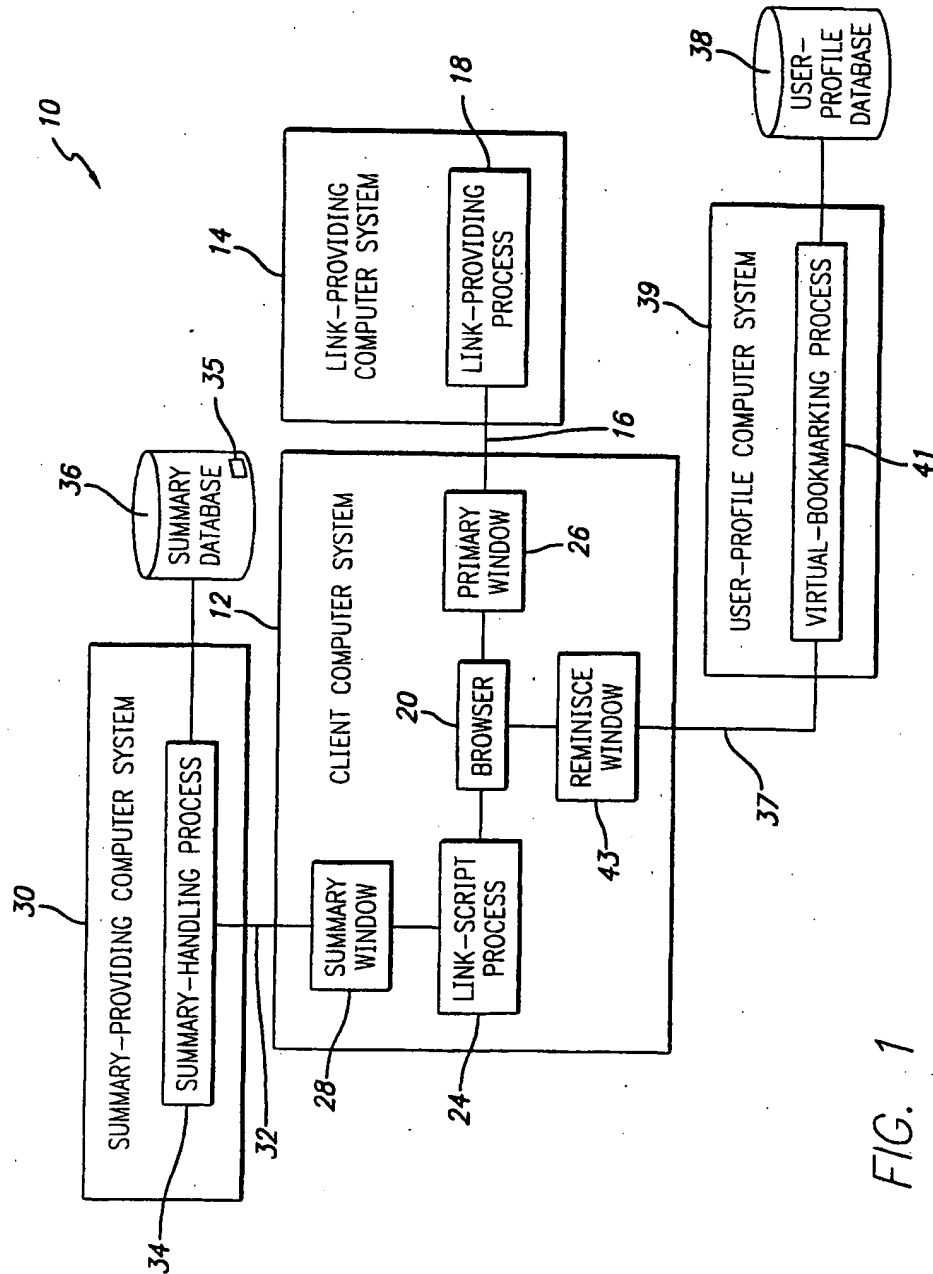 10
30
SUMMARY-PROVIDING COMPUTER SYSTEM
SUMMARY-HANDLING PROCESS
34
32
36
SUMMARY
DATABASE
35
12
CLIENT COMPUTER SYSTEM
SUMMARY
WINDOW
28
LINK-SCRIPT
PROCESS
24
20
BROWSER
PRIMARY
WINDOW
26
REMINISCE
WINDOW
43
14
LINK-PROVIDING
COMPUTER SYSTEM
LINK-PROVIDING
PROCESS
18
16
37
39
USER-PROFILE COMPUTER SYSTEM
VIRTUAL-BOOKMARKING PROCESS
41
38
USER-
PROFILE
DATABASE
FIG. 1